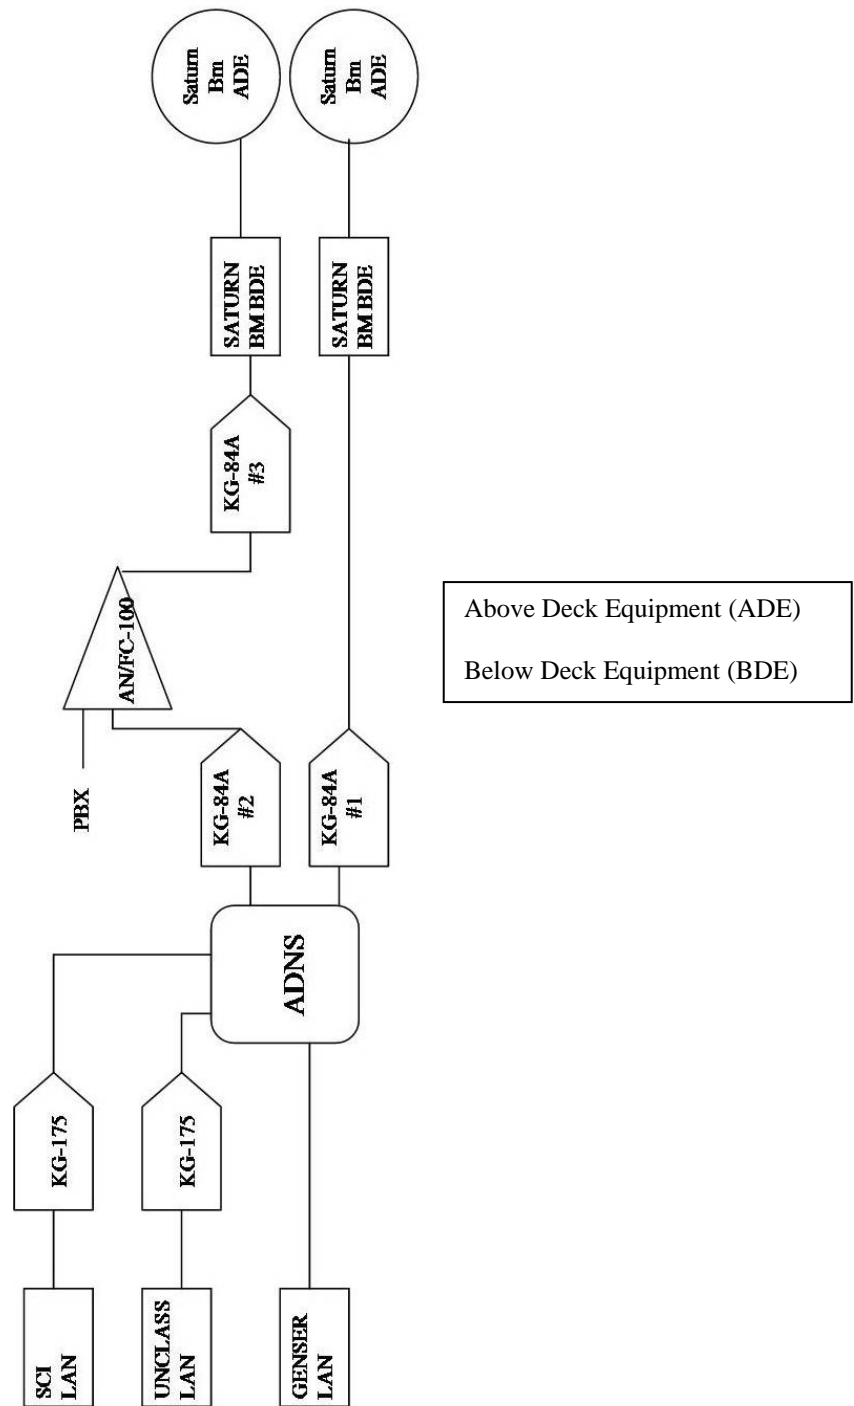 Saturn
Bm
ADE
Saturn
Bm
ADE
SATURN
BM BDE
SATURN
BM BDE
KG-84A
#3
AN/FC-100
PBX
KG-84A
#2
KG-84A
#1
ADNS
KG-175
KG-175
SCI
LAN
UNCLASS
LAN
GENSER
LAN
Above Deck Equipment (ADE)
Below Deck Equipment (BDE)